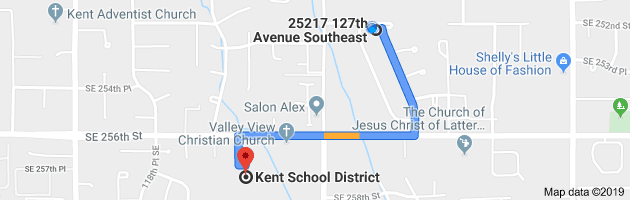 Kent Adventist Church
25217 127th
Avenue Southeast
SE 252nd St
Shelly's Little
House of Fashion
SE 253rd Pl
SE 254th Pl
Salon Alex
The Church of
Jesus Christ of Latter...
Valley View
Christian Church
SE 256th St
SE 257th Pl
118th Pl SE
Kent School District
SE 258th St
Map data ©2019